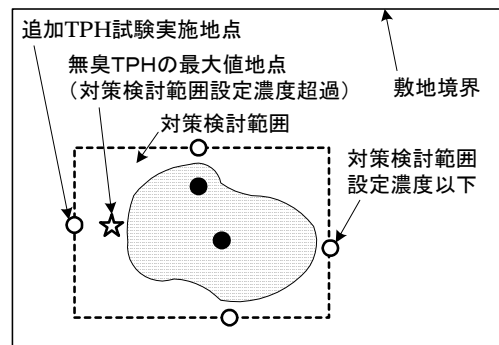 追加TPH試験実施地点
無臭TPHの最大値地点
（対策検討範囲設定濃度超過）
対策検討範囲
敷地境界
対策検討範囲
設定濃度以下